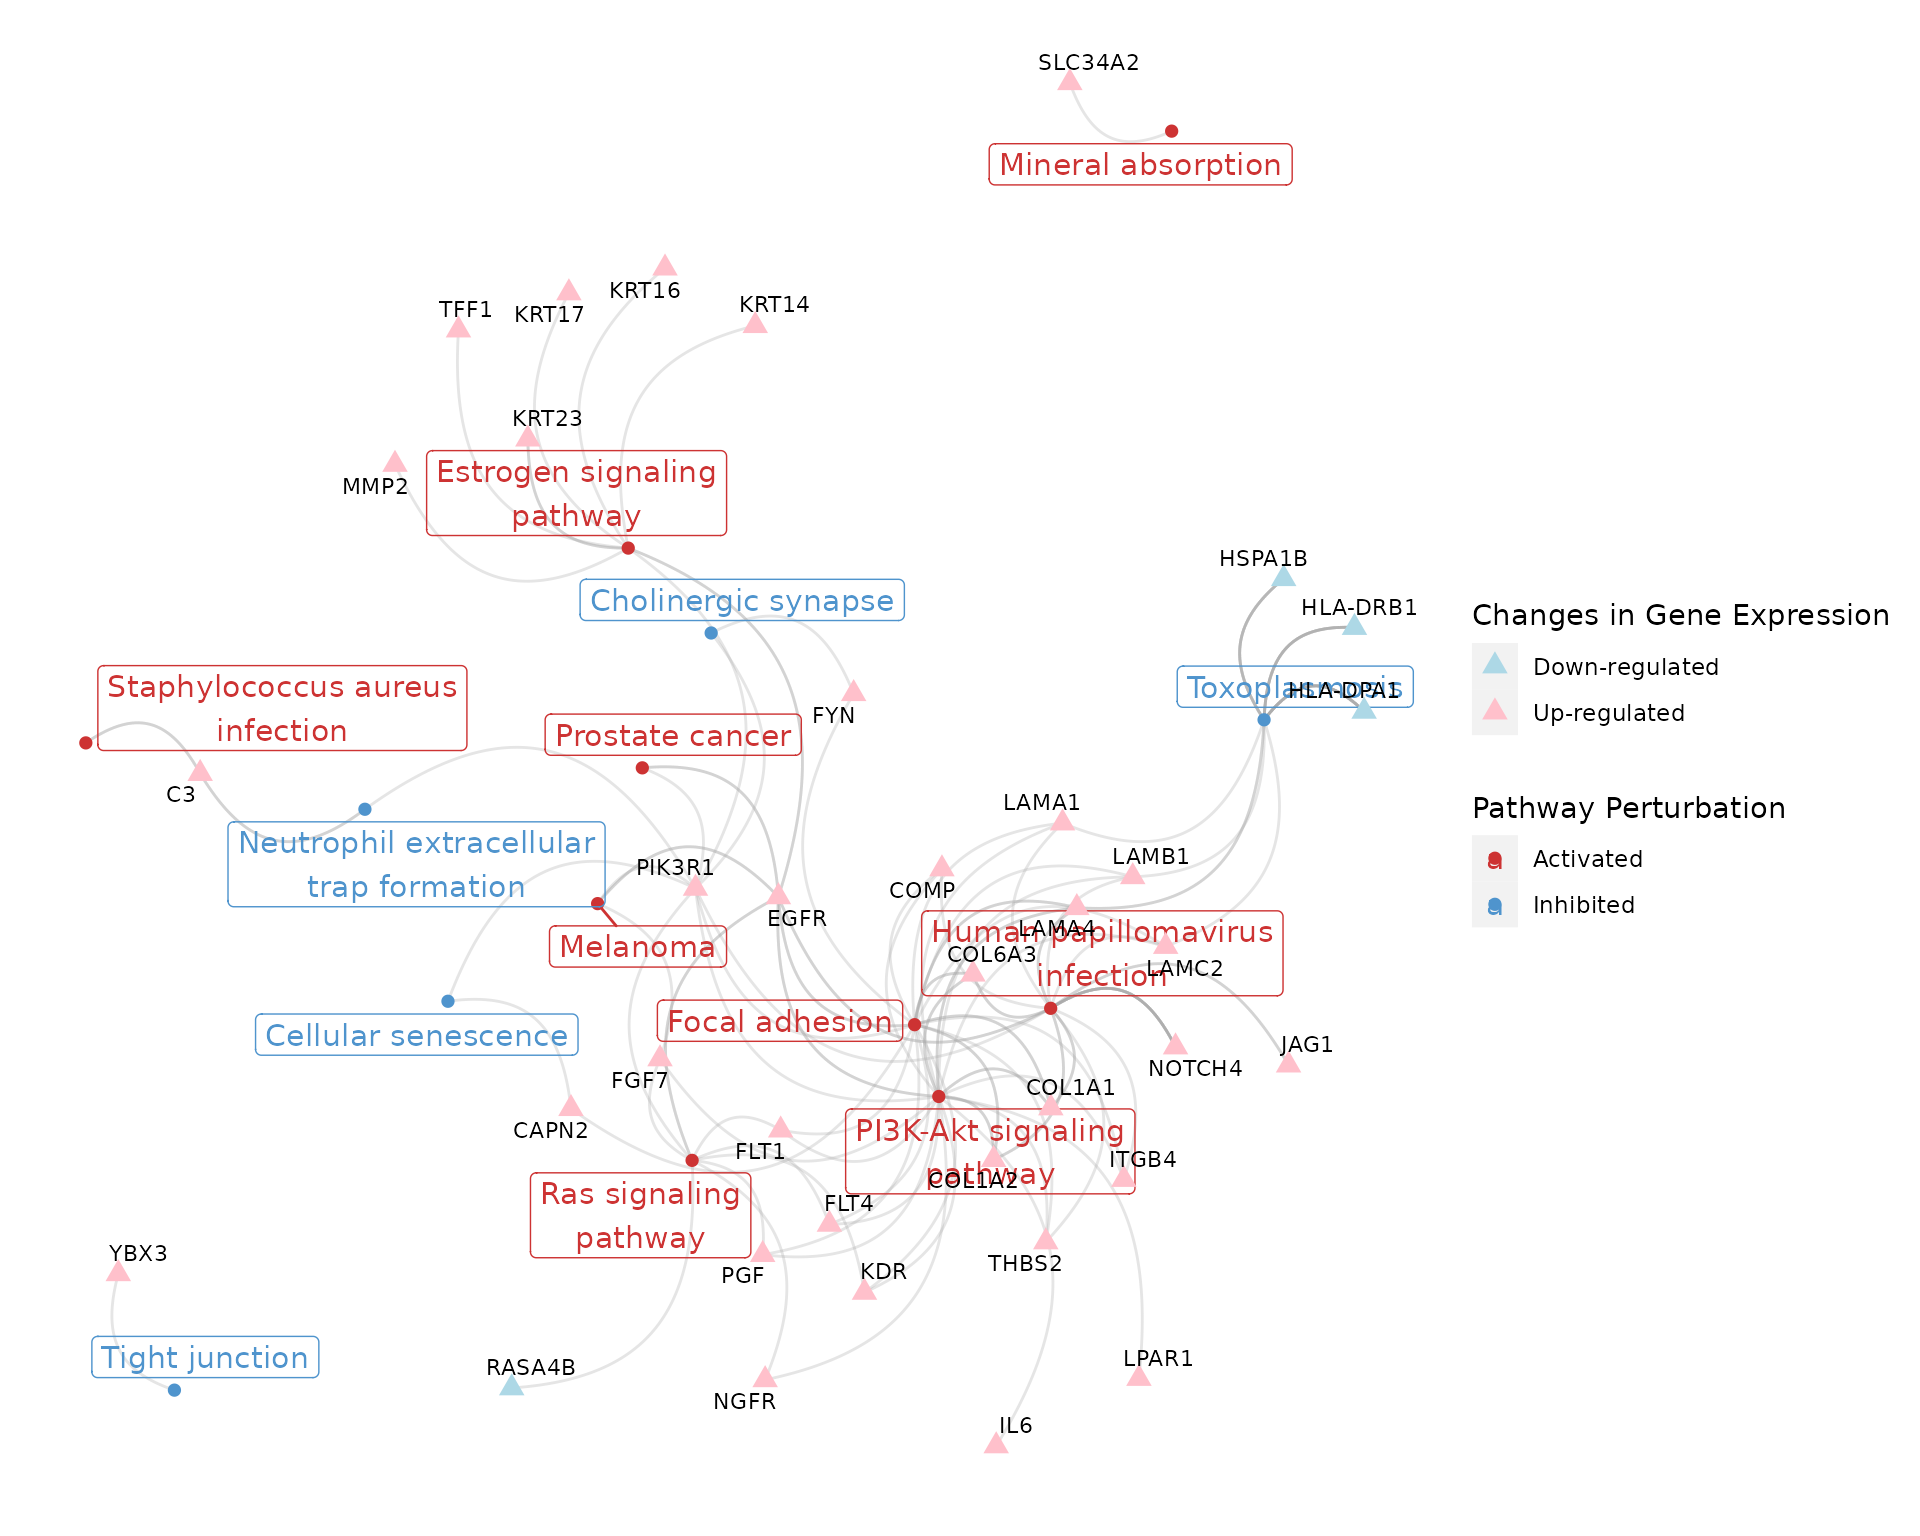 SLC34A2
Mineral absorption
KRT16
KRT17
KRT14
TFF1
KRT23
MMP2
Estrogen signaling
pathway
HSPA1B
Cholinergic synapse
HLA-DRB1
Changes in Gene Expression
Down-regulated
Up-regulated
Staphylococcus aureus
infection
Toxoplasmosis
HLA-DPA1
FYN
Prostate cancer
C3
LAMA1
Pathway Perturbation
Activated
Inhibited
Neutrophil extracellular
trap formation
PIK3R1
LAMB1
COMP
EGFR
LAMA4
Human papillomavirus
infection
Melanoma
COL6A3
LAMC2
Focal adhesion
Cellular senescence
JAG1
NOTCH4
FGF7
COL1A1
CAPN2
PI3K-Akt signaling
pathway
FLT1
ITGB4
COL1A2
Ras signaling
pathway
FLT4
YBX3
THBS2
PGF
KDR
Tight junction
RASA4B
LPAR1
NGFR
IL6